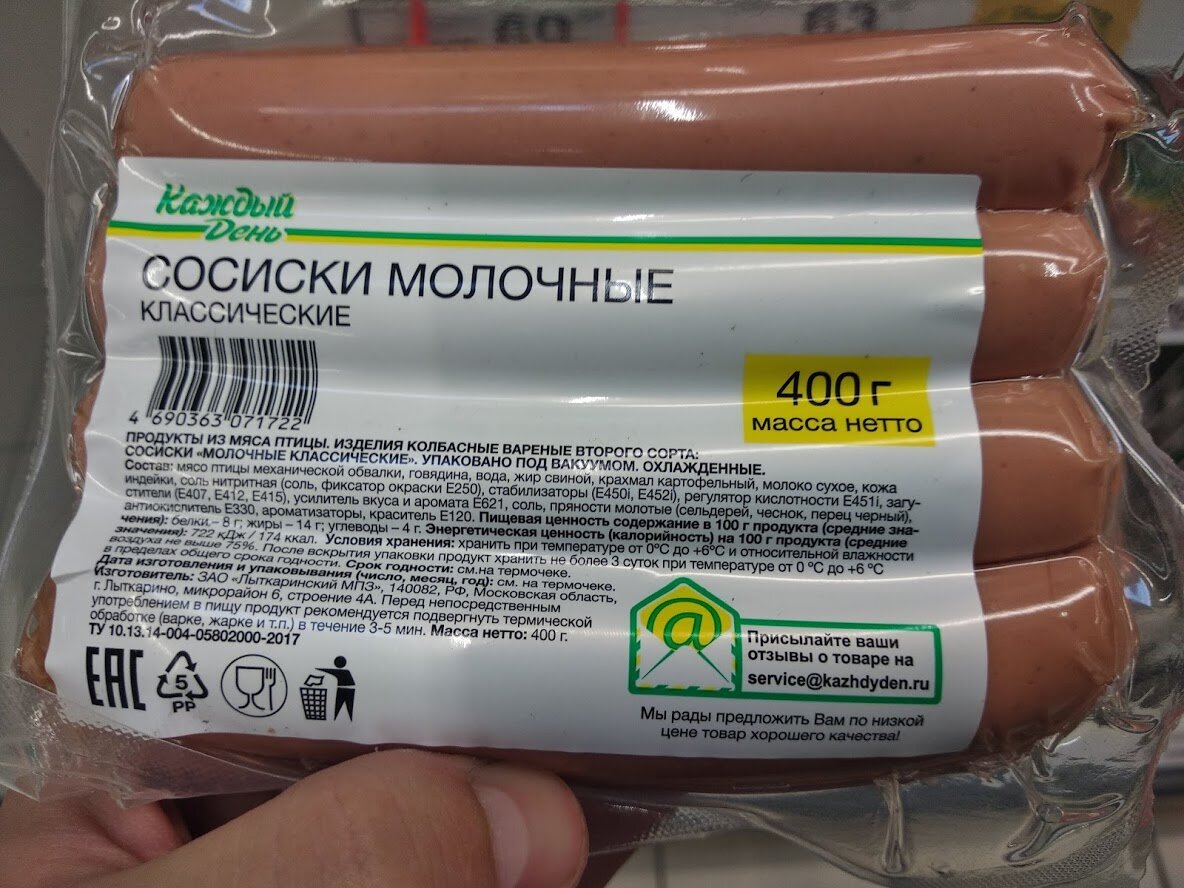 69
63
Каждый
День
СОСИСКИ МОЛОЧНЫЕ
КЛАССИЧЕСКИЕ
4 690363 071722
400 г
масса нетто
ПРОДУКТЫ ИЗ МЯСА ПТИЦЫ. ИЗДЕЛИЯ КОЛБАСНЫЕ ВАРЕНЫЕ ВТОРОГО СОРТА:
СОСИСКИ «МОЛОЧНЫЕ КЛАССИЧЕСКИЕ». УПАКОВАНО ПОД ВАКУУМОМ. ОХЛАЖДЕННЫЕ.
Состав: мясо птицы механической обвалки, говядина, вода, жир свиной, крахмал картофельный, молоко сухое, кожа
индейки, соль нитритная (соль, фиксатор окраски Е250), стабилизаторы (Е450i, Е452i), регулятор кислотности Е451i, загу-
стители (Е407, Е412, Е415), усилитель вкуса и аромата Е621, соль, пряности молотые (сельдерей, чеснок, перец черный),
антиокислитель Е330, ароматизаторы, краситель Е120. Пищевая ценность содержание в 100 г продукта (средние зна-
чения): белки – 8 г; жиры – 14 г; углеводы – 4 г. Энергетическая ценность (калорийность) на 100 г продукта (средние
значения): 722 кДж / 174 ккал. Условия хранения: хранить при температуре от 0°С до +6°С и относительной влажности
воздуха не выше 75%. После вскрытия упаковки продукт хранить не более 3 суток при температуре от 0 °С до +6 °С
в пределах общего срока годности. Срок годности: см.на термочеке.
Дата изготовления и упаковывания (число, месяц, год): см. на термочеке.
Изготовитель: ЗАО «Лыткаринский МПЗ», 140082, РФ, Московская область,
г. Лыткарино, микрорайон 6, строение 4А. Перед непосредственным
употреблением в пищу продукт рекомендуется подвергнуть термической
обработке (варке, жарке и т.п.) в течение 3-5 мин. Масса нетто: 400 г.
ТУ 10.13.14-004-05802000-2017
EAC
5
PP
@
Присылайте ваши
отзывы о товаре на
service@kazhdyden.ru
Мы рады предложить Вам по низкой
цене товар хорошего качества!